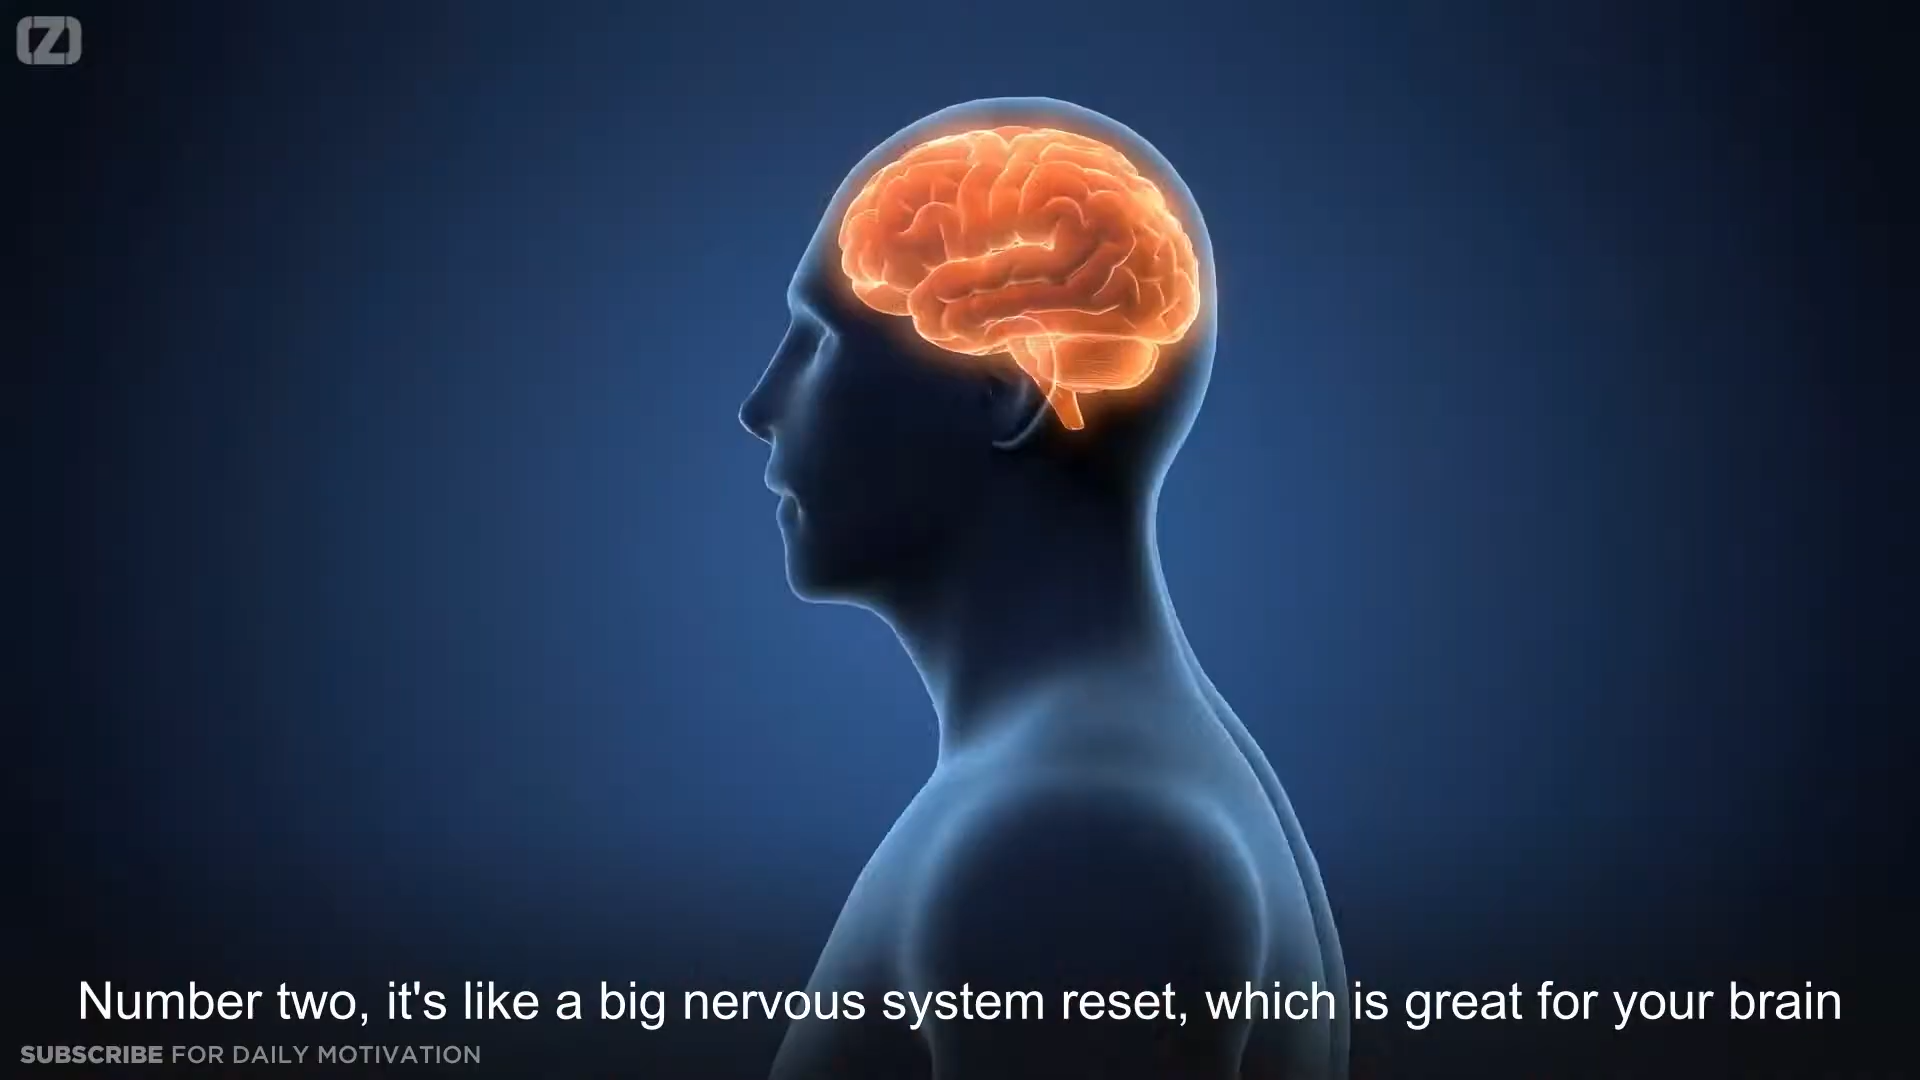 Z
Number two, it's like a big nervous system reset, which is great for your brain
SUBSCRIBE FOR DAILY MOTIVATION